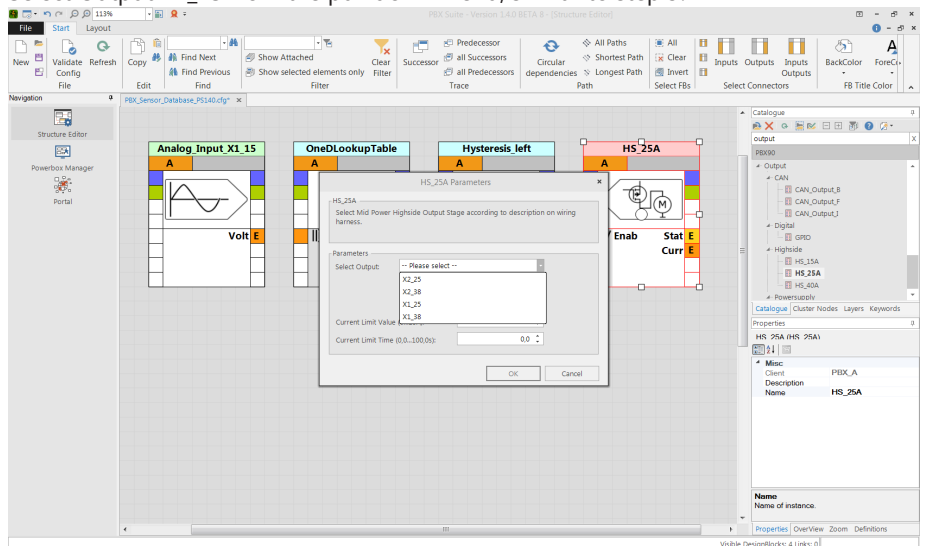 113%
PBX Suite - Version 1.4.0 BETA 8 - [Structure Editor]
File Start Layout
New Validate Config Refresh
File
Copy
Edit
Find Next
Find Previous
Find
Show Attached
Show selected elements only
Clear Filter
Filter
Successor
Predecessor
all Successors
all Predecessors
Trace
Circular dependencies
All Paths
Shortest Path
Longest Path
Path
All
Clear
Invert
Select FBs
Inputs Outputs Inputs Outputs
Select Connectors
BackColor ForeCo
FB Title Color
Navigation
Structure Editor
Powerbox Manager
Portal
PBX_Sensor_Database_PS140.cfg*
Analog_Input_X1_15
A
Volt E
OneDLookupTable
A
Hysteresis_left
A
HS_25A
A
M
Enab Stat E
Curr E
HS_25A Parameters
HS_25A
Select Mid Power Highside Output Stage according to description on wiring
harness.
Parameters
Select Output: -- Please select --
X2_25
X2_38
X1_25
X1_38
Current Limit Value
Current Limit Time (0,0...100,0s): 0,0
OK Cancel
Catalogue
output X
PBX90
Output
CAN
CAN_Output_B
CAN_Output_F
CAN_Output_I
Digital
GPIO
Highside
HS_15A
HS_25A
HS_40A
Powersupply
Catalogue Cluster Nodes Layers Keywords
Properties
HS_25A (HS_25A)
Misc
Client PBX_A
Description
Name HS_25A
Name
Name of instance.
Properties OverView Zoom Definitions
Visible DesignBlocks: 4 Links: 0